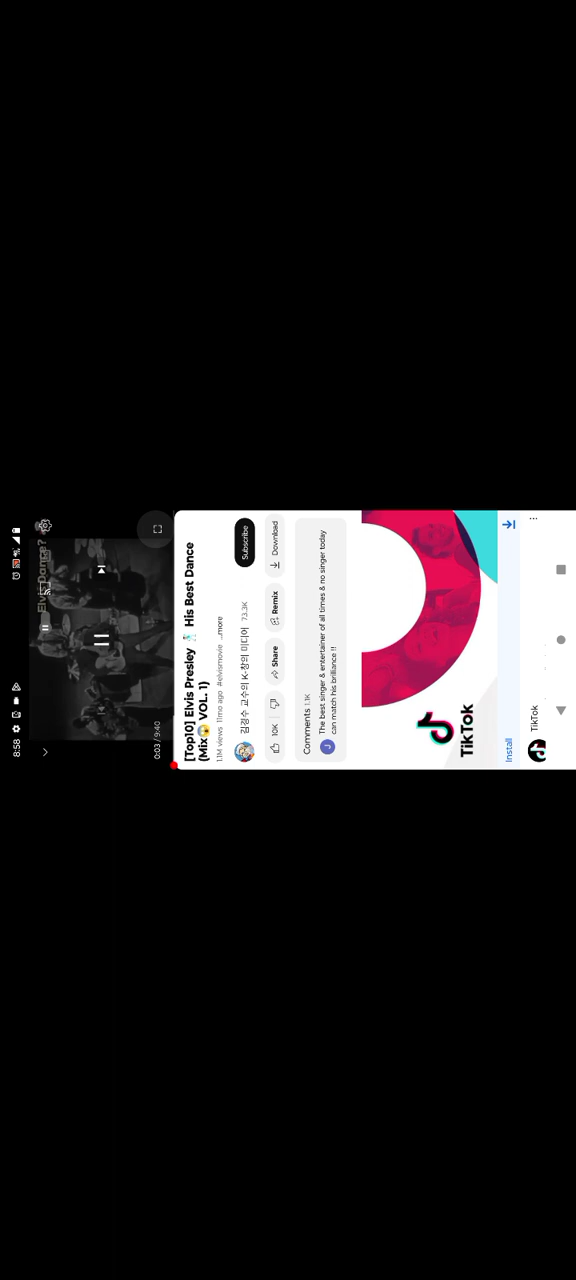 8:58
Elvis Dance?
0:03 / 9:40
[Top10] Elvis Presley 🕺 His Best Dance
(Mix😱 VOL. 1)
1.1M views 11mo ago #elvismovie ...more
김경수 교수의 K-창의 미디어 73.3K
Subscribe
10K
Share
Remix
Download
Comments 1.1K
J
The best singer & entertainer of all times & no singer today
can match his brilliance !!
TikTok
Install
TikTok